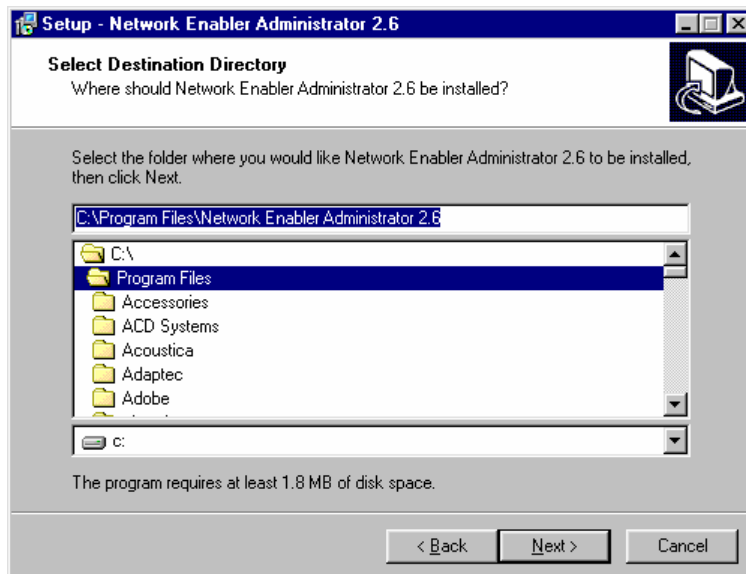 Setup - Network Enabler Administrator 2.6
Select Destination Directory
Where should Network Enabler Administrator 2.6 be installed?
Select the folder where you would like Network Enabler Administrator 2.6 to be installed,
then click Next.
C:\Program Files\Network Enabler Administrator 2.6
C:\
Program Files
Accessories
ACD Systems
Acoustica
Adaptec
Adobe
c:
The program requires at least 1.8 MB of disk space.
< Back Next > Cancel